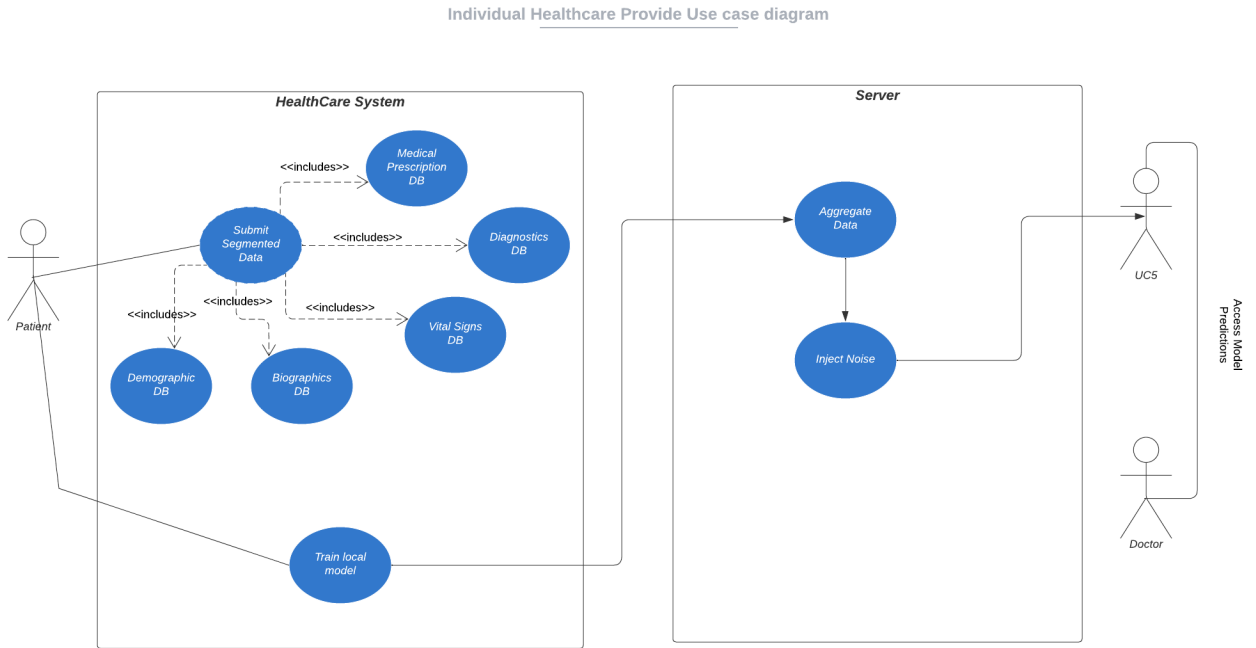 Individual Healthcare Provide Use case diagram
HealthCare System
Server
Medical
Prescription
DB
<<includes>>
Submit
Segmented
Data
<<includes>>
Diagnostics
DB
Aggregate
Data
UC5
<<includes>>
<<includes>>
<<includes>>
Patient
Vital Signs
DB
Demographic
DB
Biographics
DB
Inject Noise
Access Model
Predictions
Train local
model
Doctor